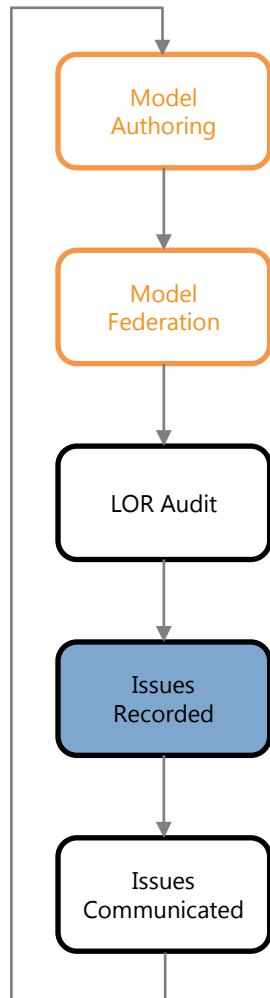 Model
Authoring
Model
Federation
LOR Audit
Issues
Recorded
Issues
Communicated